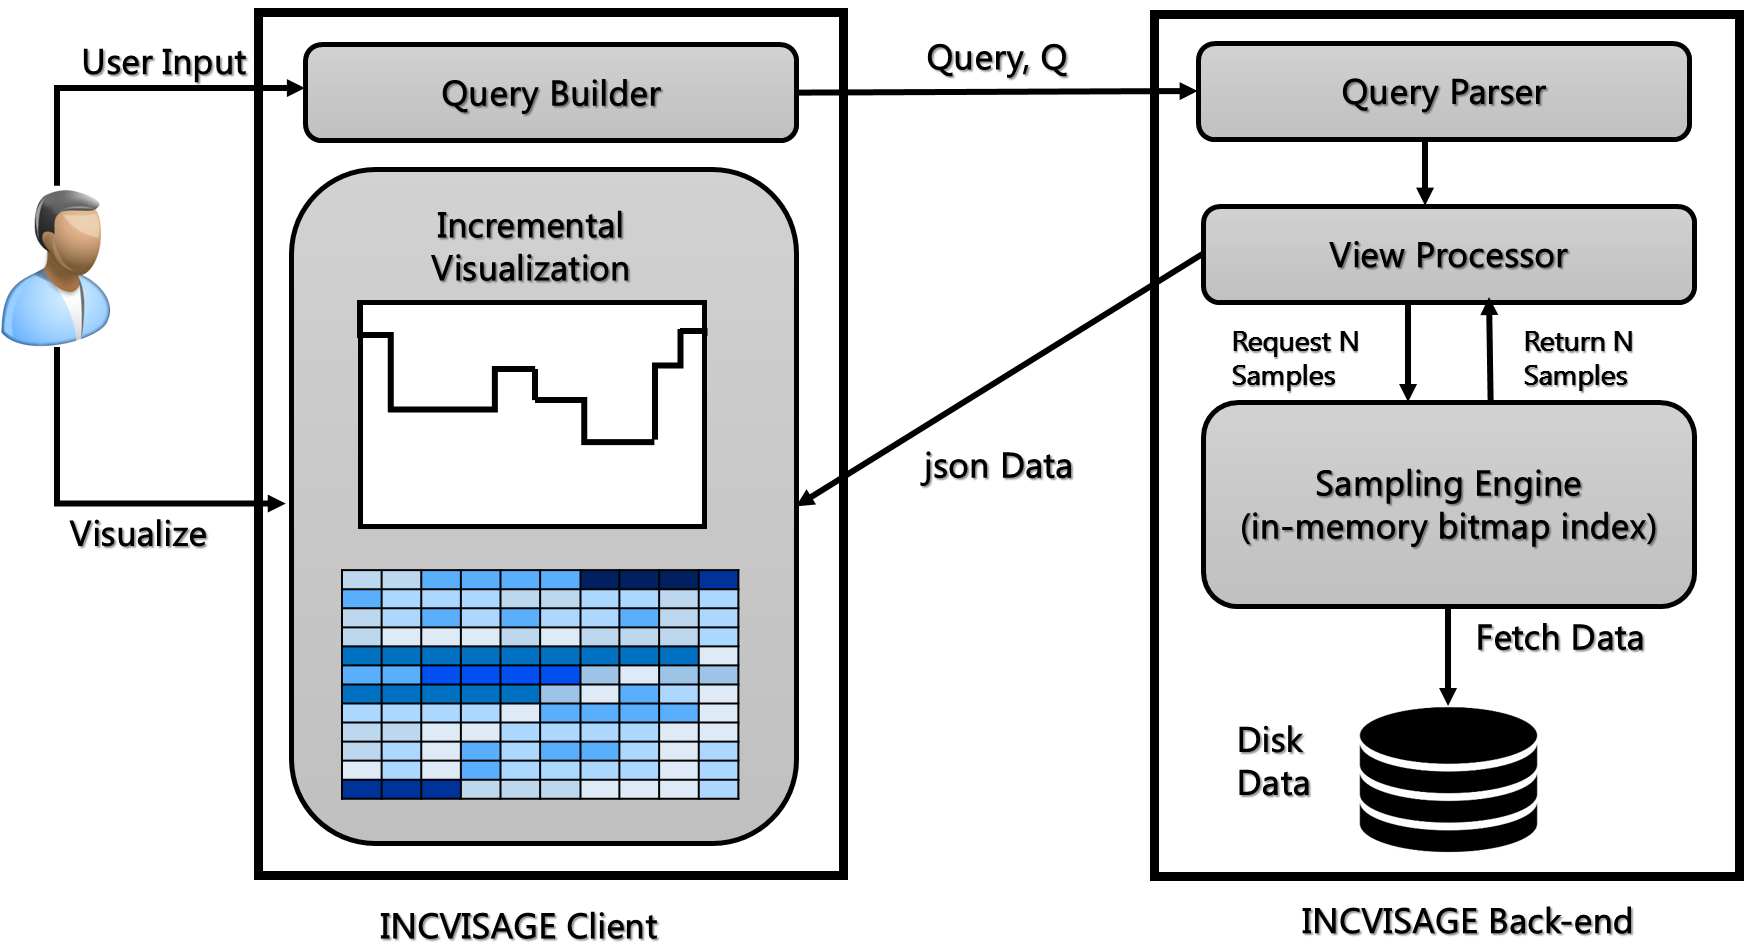 User Input
Query Builder
Query, Q
Query Parser
Incremental
Visualization
View Processor
Request N
Samples
Return N
Samples
json Data
Sampling Engine
(in-memory bitmap index)
Visualize
Fetch Data
Disk
Data
INCVISAGE Client
INCVISAGE Back-end